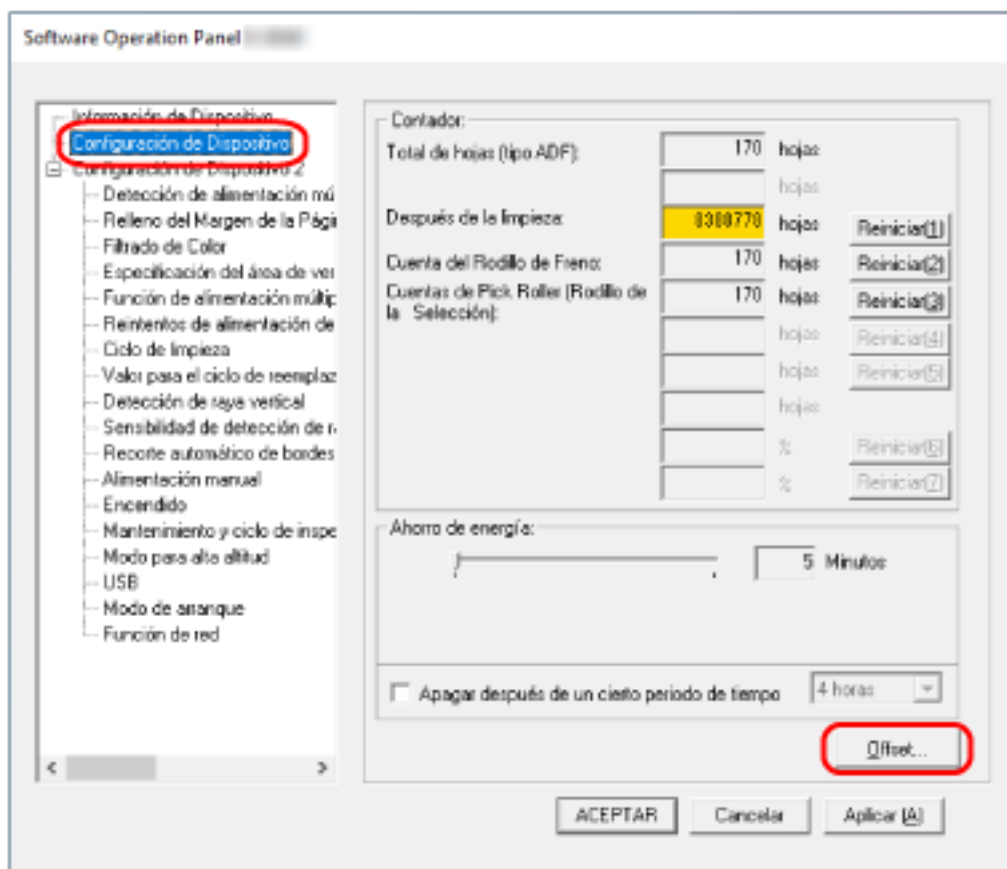 Software Operation Panel
Información de Dispositivo
Configuración de Dispositivo
Configuración de Dispositivo 2
Detección de alimentación mú
Relleno del Margen de la Pági
Filtrado de Color
Especificación del área de ver
Función de alimentación múltip
Reintentos de alimentación de
Ciclo de limpieza
Valor para el ciclo de reemplaz
Detección de raya vertical
Sensibilidad de detección de r
Recorte automático de bordes
Alimentación manual
Encendido
Mantenimiento y ciclo de inspe
Modo para alta altitud
USB
Modo de arranque
Función de red
Contador:
Total de hojas (tipo ADF): 170 hojas
hojas
Después de la limpieza: hojas Reiniciar(1)
Cuenta del Rodillo de Freno: 170 hojas Reiniciar(2)
Cuentas de Pick Roller (Rodillo de 170 hojas Reiniciar(3)
la Selección):
hojas Reiniciar(4)
hojas Reiniciar(5)
hojas
% Reiniciar(6)
% Reiniciar(7)
Ahorro de energía:
5 Minutos
Apagar después de un cierto periodo de tiempo 4 horas
Offset...
ACEPTAR Cancelar Aplicar (A)